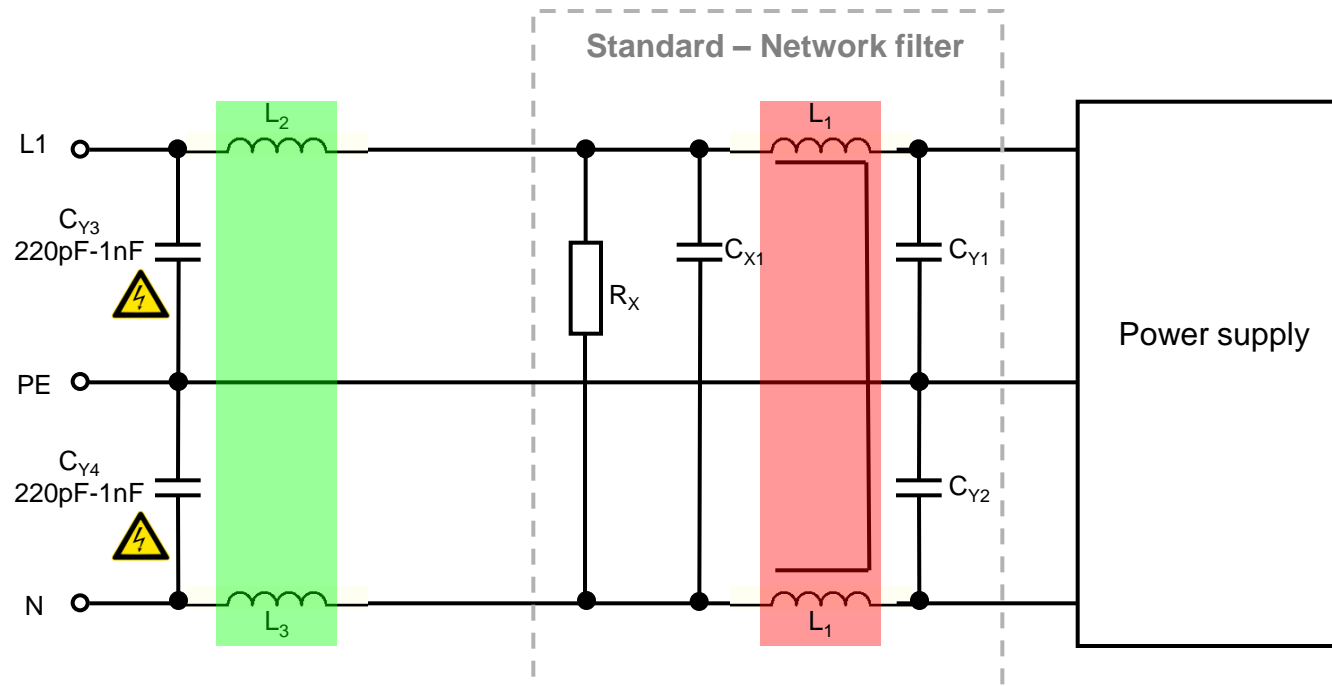 Standard – Network filter
L2
L1
L1
CY3
220pF-1nF
CX1
CY1
RX
Power supply
PE
CY4
220pF-1nF
CY2
N
L3
L1